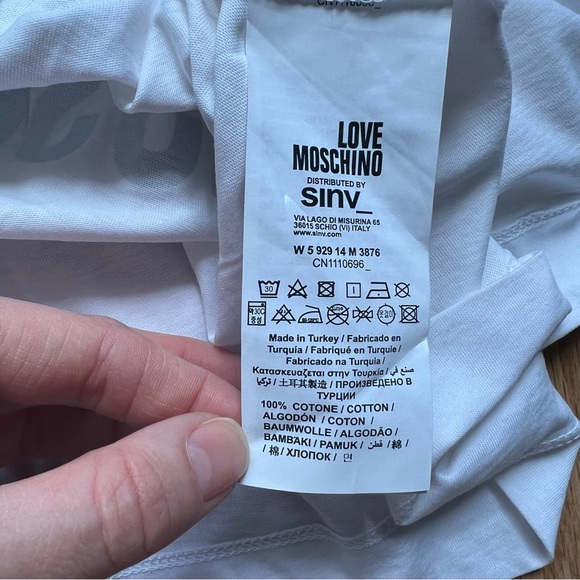 LOVE
MOSCHINO
DISTRIBUTED BY
sinv_
VIA LAGO DI MISURINA 65
36015 SCHIO (VI) ITALY
www.sinv.com
W 5 929 14 M 3876
CN1110696_
30
Made in Turkey / Fabricado en
Turquía / Fabriqué en Turquie /
Fabricado na Turquia /
Κατασκευάζεται στην Τουρκία / صنع في
تركيا / 土耳其製造 / ПРОИЗВЕДЕНО В
ТУРЦИИ
100% COTONE / COTTON /
ALGODÓN / COTON /
BAUMWOLLE / ALGODÃO /
BAMBAKI / PAMUK / قطن / 綿 /
/ 棉 / ХЛОПОК / 면